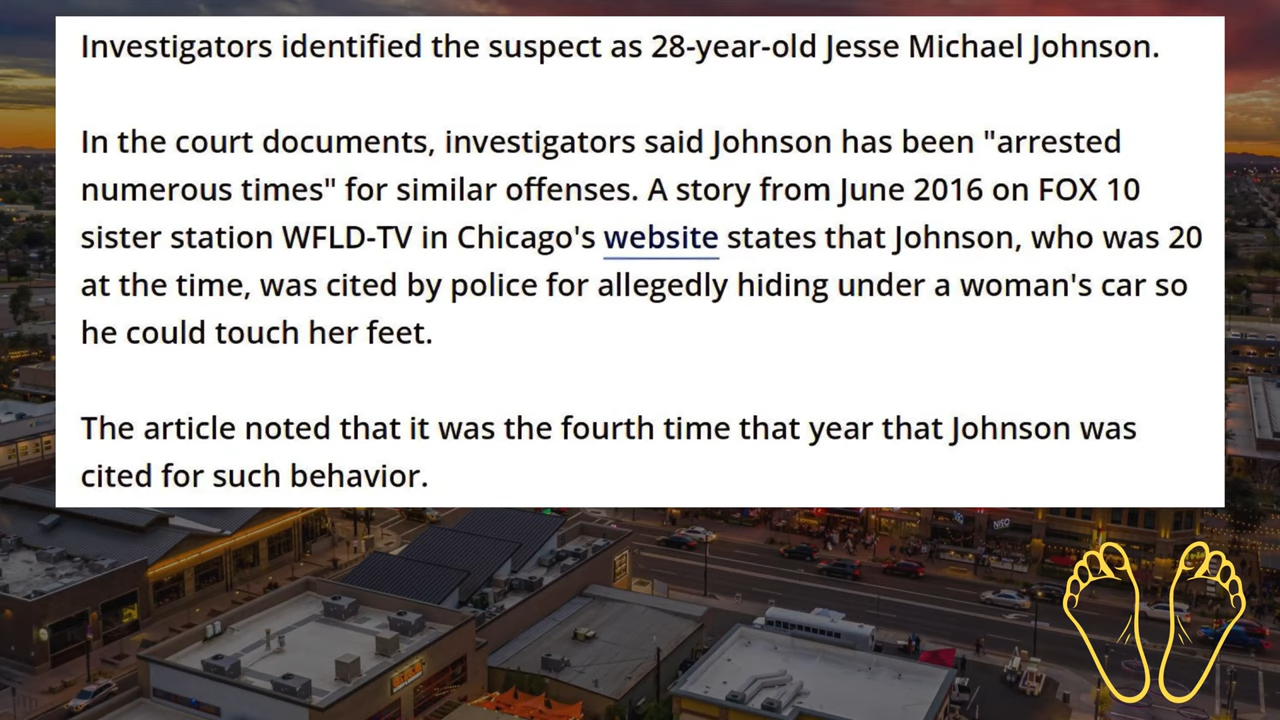 Investigators identified the suspect as 28-year-old Jesse Michael Johnson.
In the court documents, investigators said Johnson has been "arrested
numerous times" for similar offenses. A story from June 2016 on FOX 10
sister station WFLD-TV in Chicago's website states that Johnson, who was 20
at the time, was cited by police for allegedly hiding under a woman's car so
he could touch her feet.
The article noted that it was the fourth time that year that Johnson was
cited for such behavior.